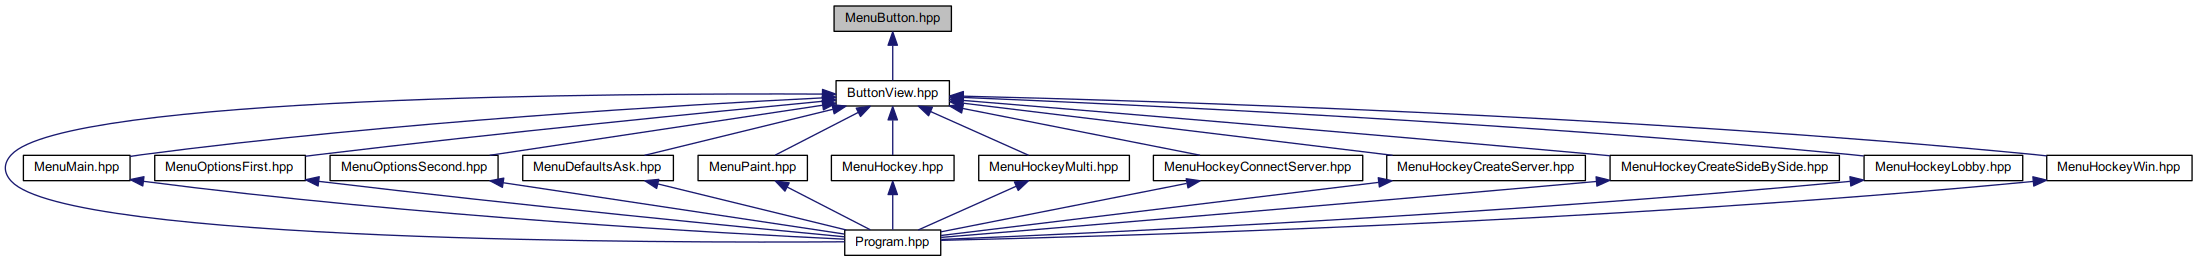 MenuButton.hpp
ButtonView.hpp
MenuMain.hpp
MenuOptionsFirst.hpp
MenuOptionsSecond.hpp
MenuDefaultsAsk.hpp
MenuPaint.hpp
MenuHockey.hpp
MenuHockeyMulti.hpp
MenuHockeyConnectServer.hpp
MenuHockeyCreateServer.hpp
MenuHockeyCreateSideBySide.hpp
MenuHockeyLobby.hpp
MenuHockeyWin.hpp
Program.hpp